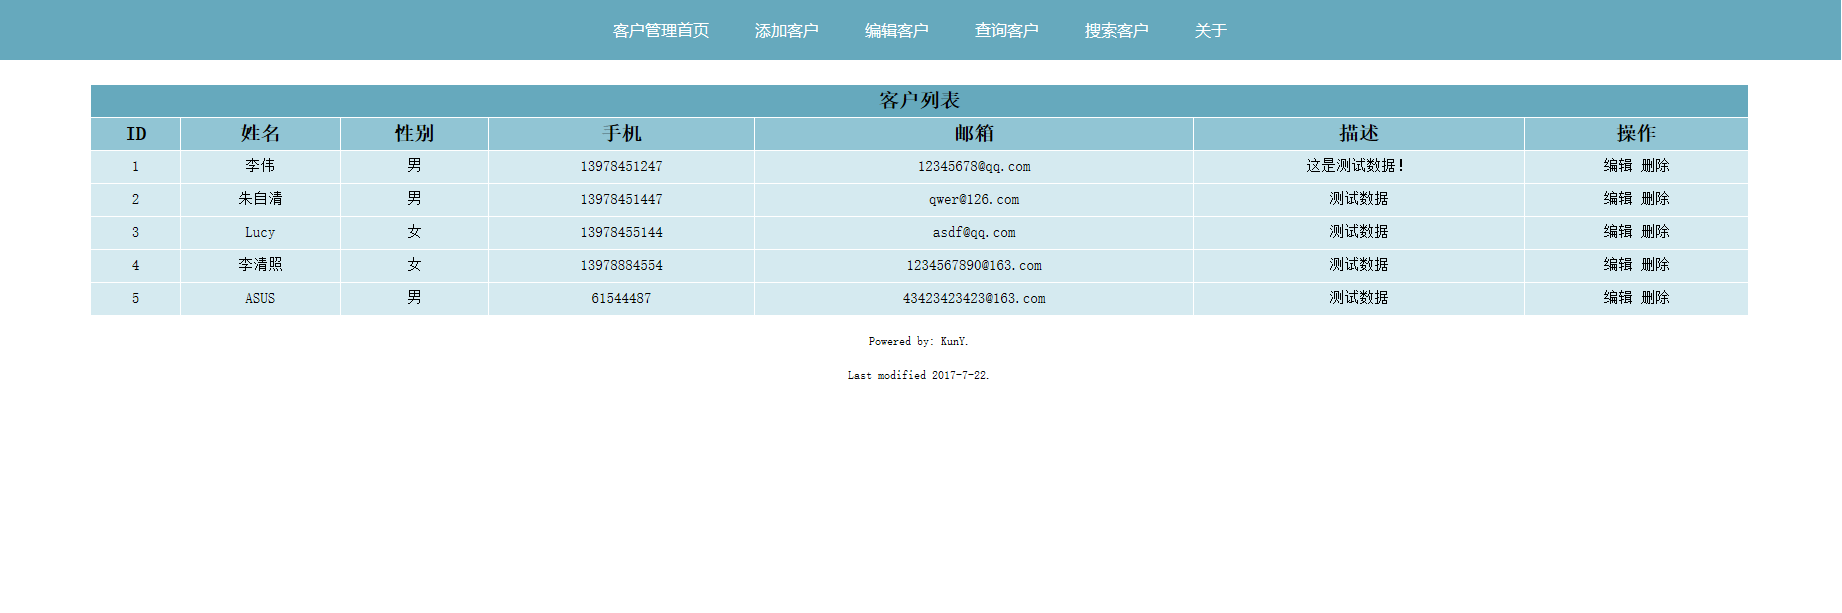 客户管理首页 添加客户 编辑客户 查询客户 搜索客户 关于
客户列表
ID 姓名 性别 手机 邮箱 描述 操作
1 李伟 男 13978451247 12345678@qq.com 这是测试数据! 编辑 删除
2 朱自清 男 13978451447 qwer@126.com 测试数据 编辑 删除
3 Lucy 女 13978455144 asdf@qq.com 测试数据 编辑 删除
4 李清照 女 13978884554 1234567890@163.com 测试数据 编辑 删除
5 ASUS 男 61544487 43423423423@163.com 测试数据 编辑 删除
Powered by: KunY.
Last modified 2017-7-22.